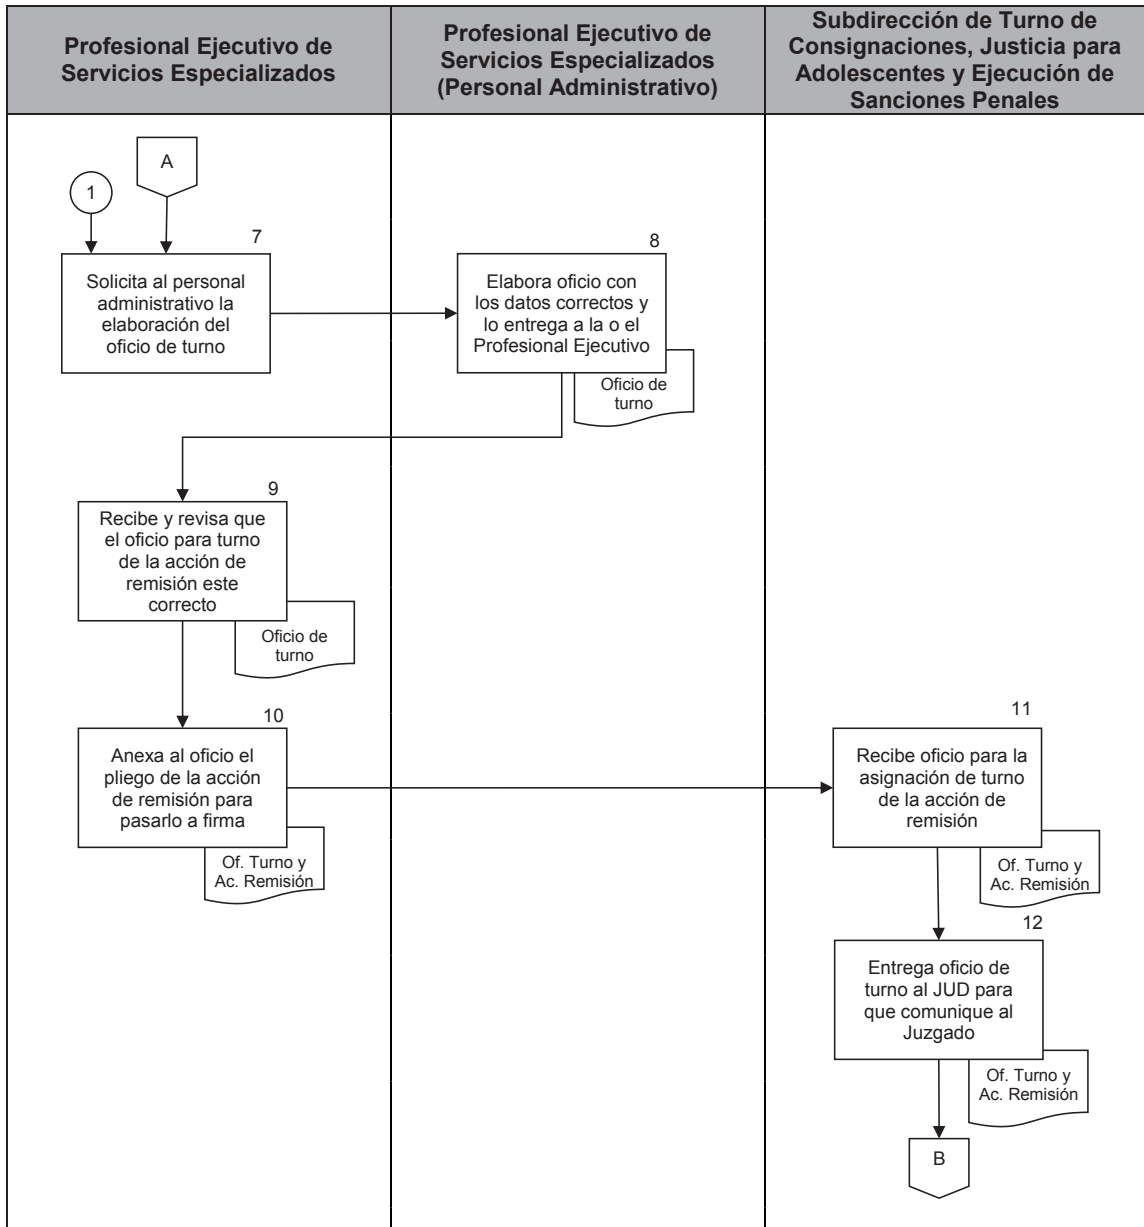 Profesional Ejecutivo de
Servicios Especializados
Profesional Ejecutivo de
Servicios Especializados
(Personal Administrativo)
Subdirección de Turno de
Consignaciones, Justicia para
Adolescentes y Ejecución de
Sanciones Penales
A
1
7
Solicita al personal
administrativo la
elaboración del
oficio de turno
8
Elabora oficio con
los datos correctos y
lo entrega a la o el
Profesional Ejecutivo
Oficio de
turno
9
Recibe y revisa que
el oficio para turno
de la acción de
remisión este
correcto
Oficio de
turno
10
Anexa al oficio el
pliego de la acción
de remisión para
pasarlo a firma
Of. Turno y
Ac. Remisión
11
Recibe oficio para la
asignación de turno
de la acción de
remisión
Of. Turno y
Ac. Remisión
12
Entrega oficio de
turno al JUD para
que comunique al
Juzgado
Of. Turno y
Ac. Remisión
B